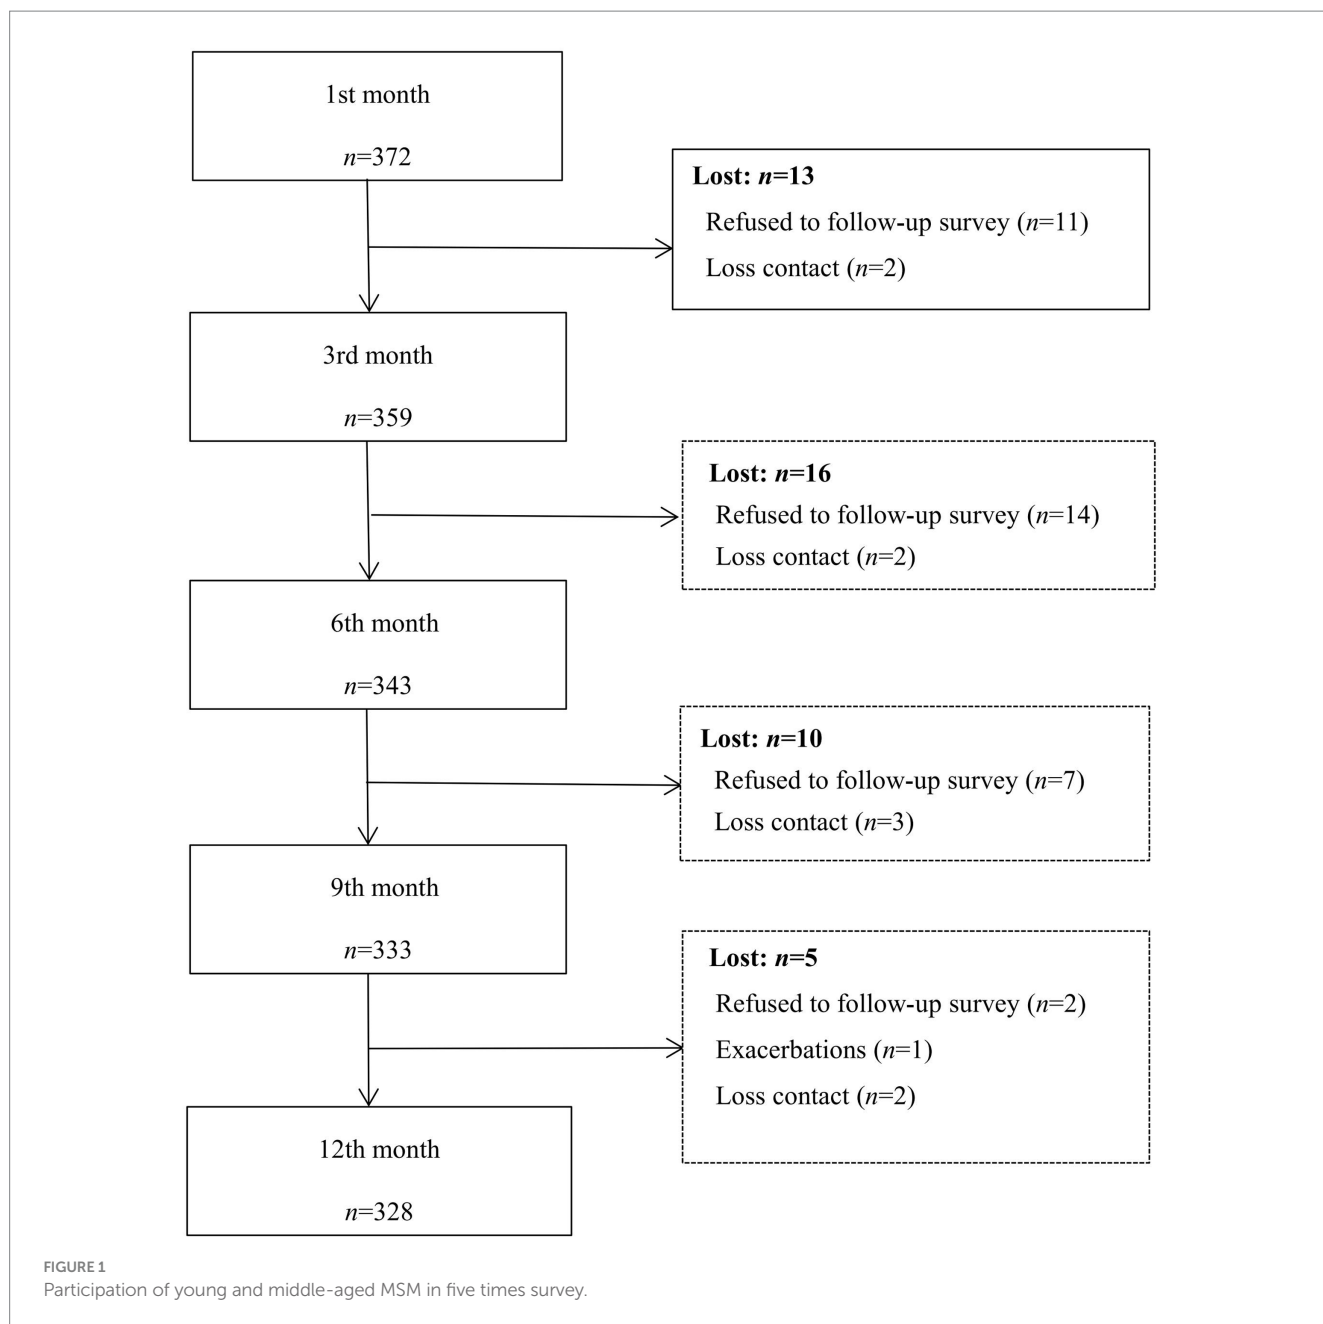 1st month
n=372
Lost: n=13
Refused to follow-up survey (n=11)
Loss contact (n=2)
3rd month
n=359
Lost: n=16
Refused to follow-up survey (n=14)
Loss contact (n=2)
6th month
n=343
Lost: n=10
Refused to follow-up survey (n=7)
Loss contact (n=3)
9th month
n=333
Lost: n=5
Refused to follow-up survey (n=2)
Exacerbations (n=1)
Loss contact (n=2)
12th month
n=328
FIGURE 1
Participation of young and middle-aged MSM in five times survey.